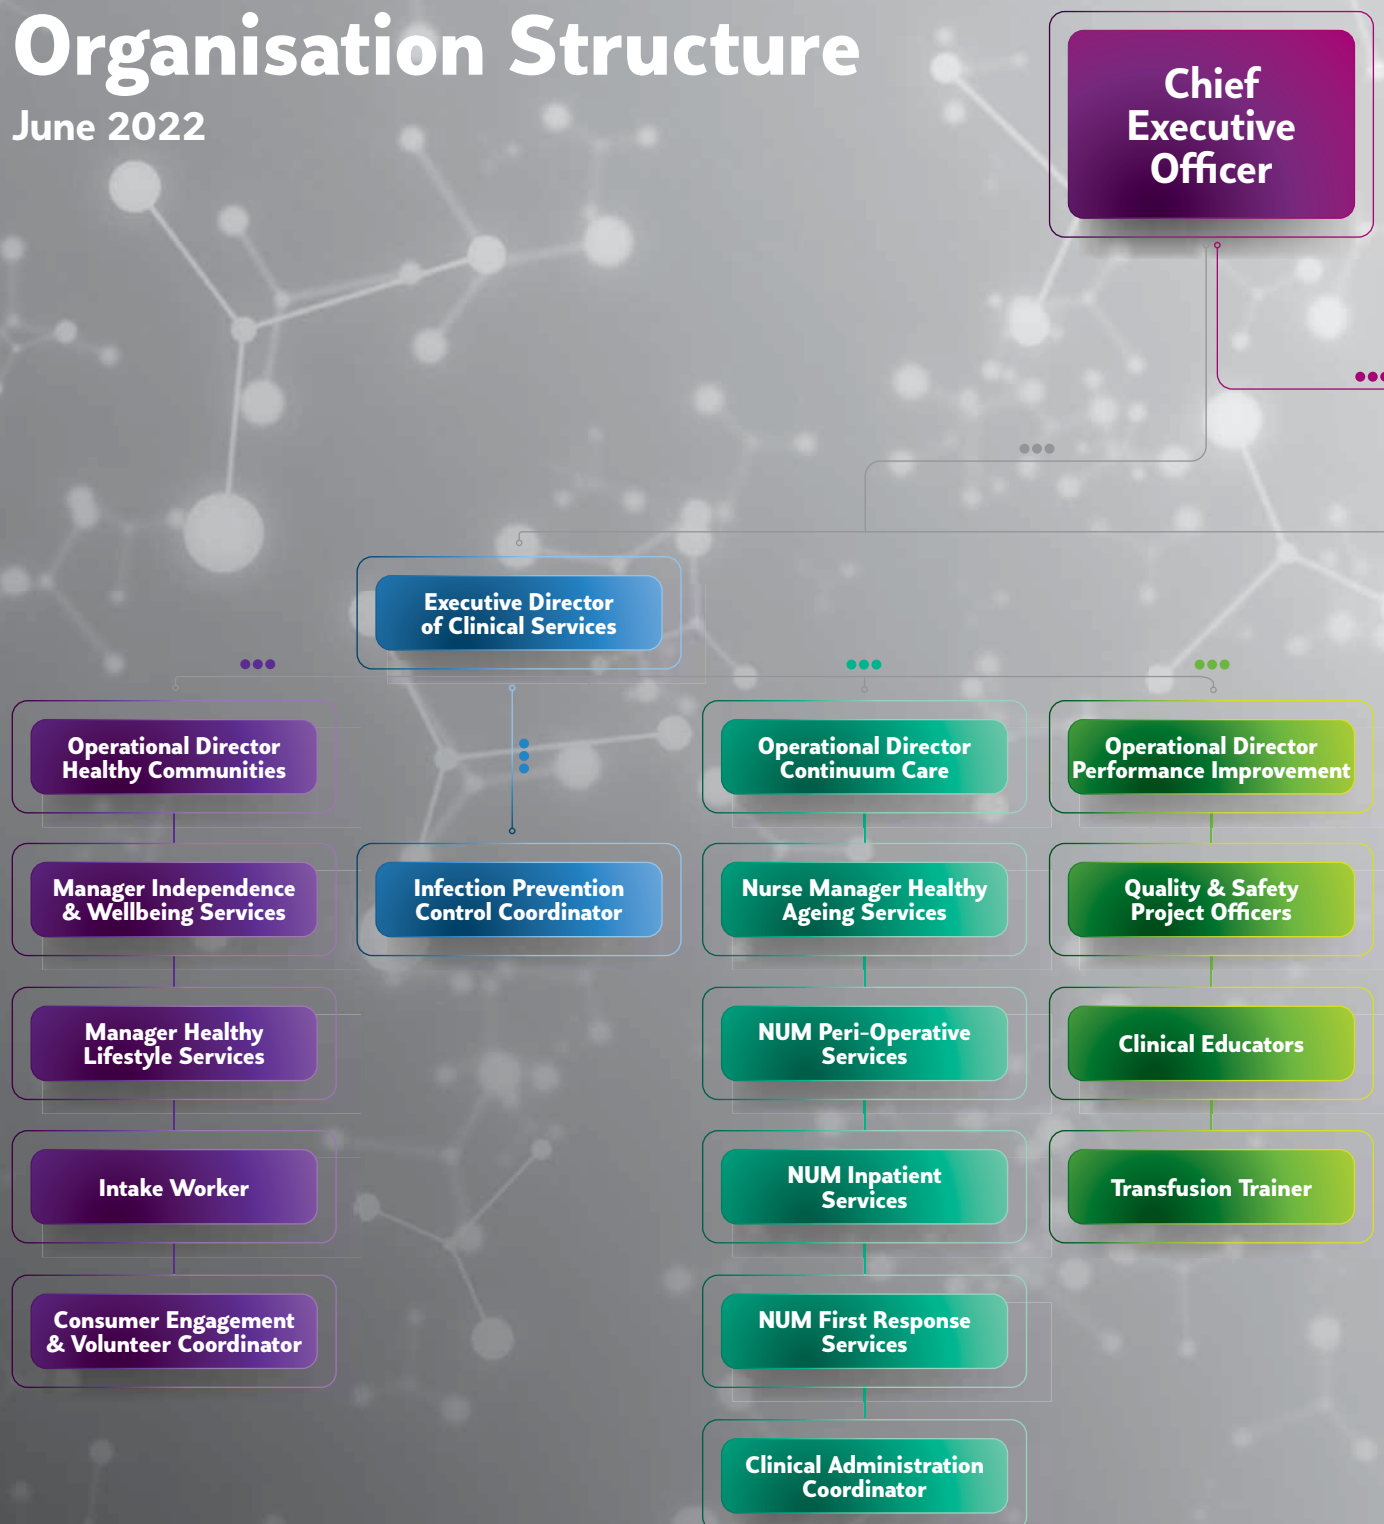 Organisation Structure
June 2022
Chief
Executive
Officer
Executive Director
of Clinical Services
Operational Director
Healthy Communities
Manager Independence
& Wellbeing Services
Manager Healthy
Lifestyle Services
Intake Worker
Consumer Engagement
& Volunteer Coordinator
Infection Prevention
Control Coordinator
Operational Director
Continuum Care
Nurse Manager Healthy
Ageing Services
NUM Peri-Operative
Services
NUM Inpatient
Services
NUM First Response
Services
Clinical Administration
Coordinator
Operational Director
Performance Improvement
Quality & Safety
Project Officers
Clinical Educators
Transfusion Trainer